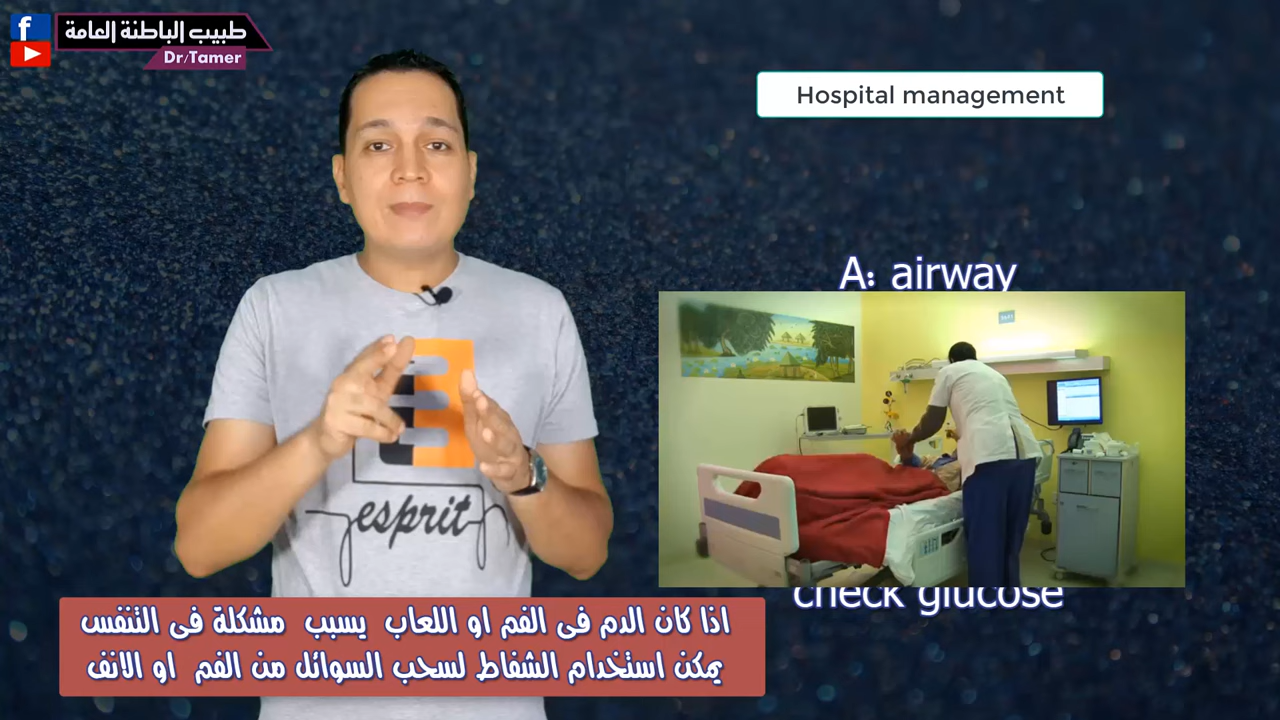 طبيب الباطنة العامة
Dr/Tamer
Hospital management
A: airway
check glucose
esprit
اذا كان الدم فى الفم او اللعاب يسبب مشكلة فى التنفس
يمكن استخدام الشفاط لسحب السوائل من الفم او الانف